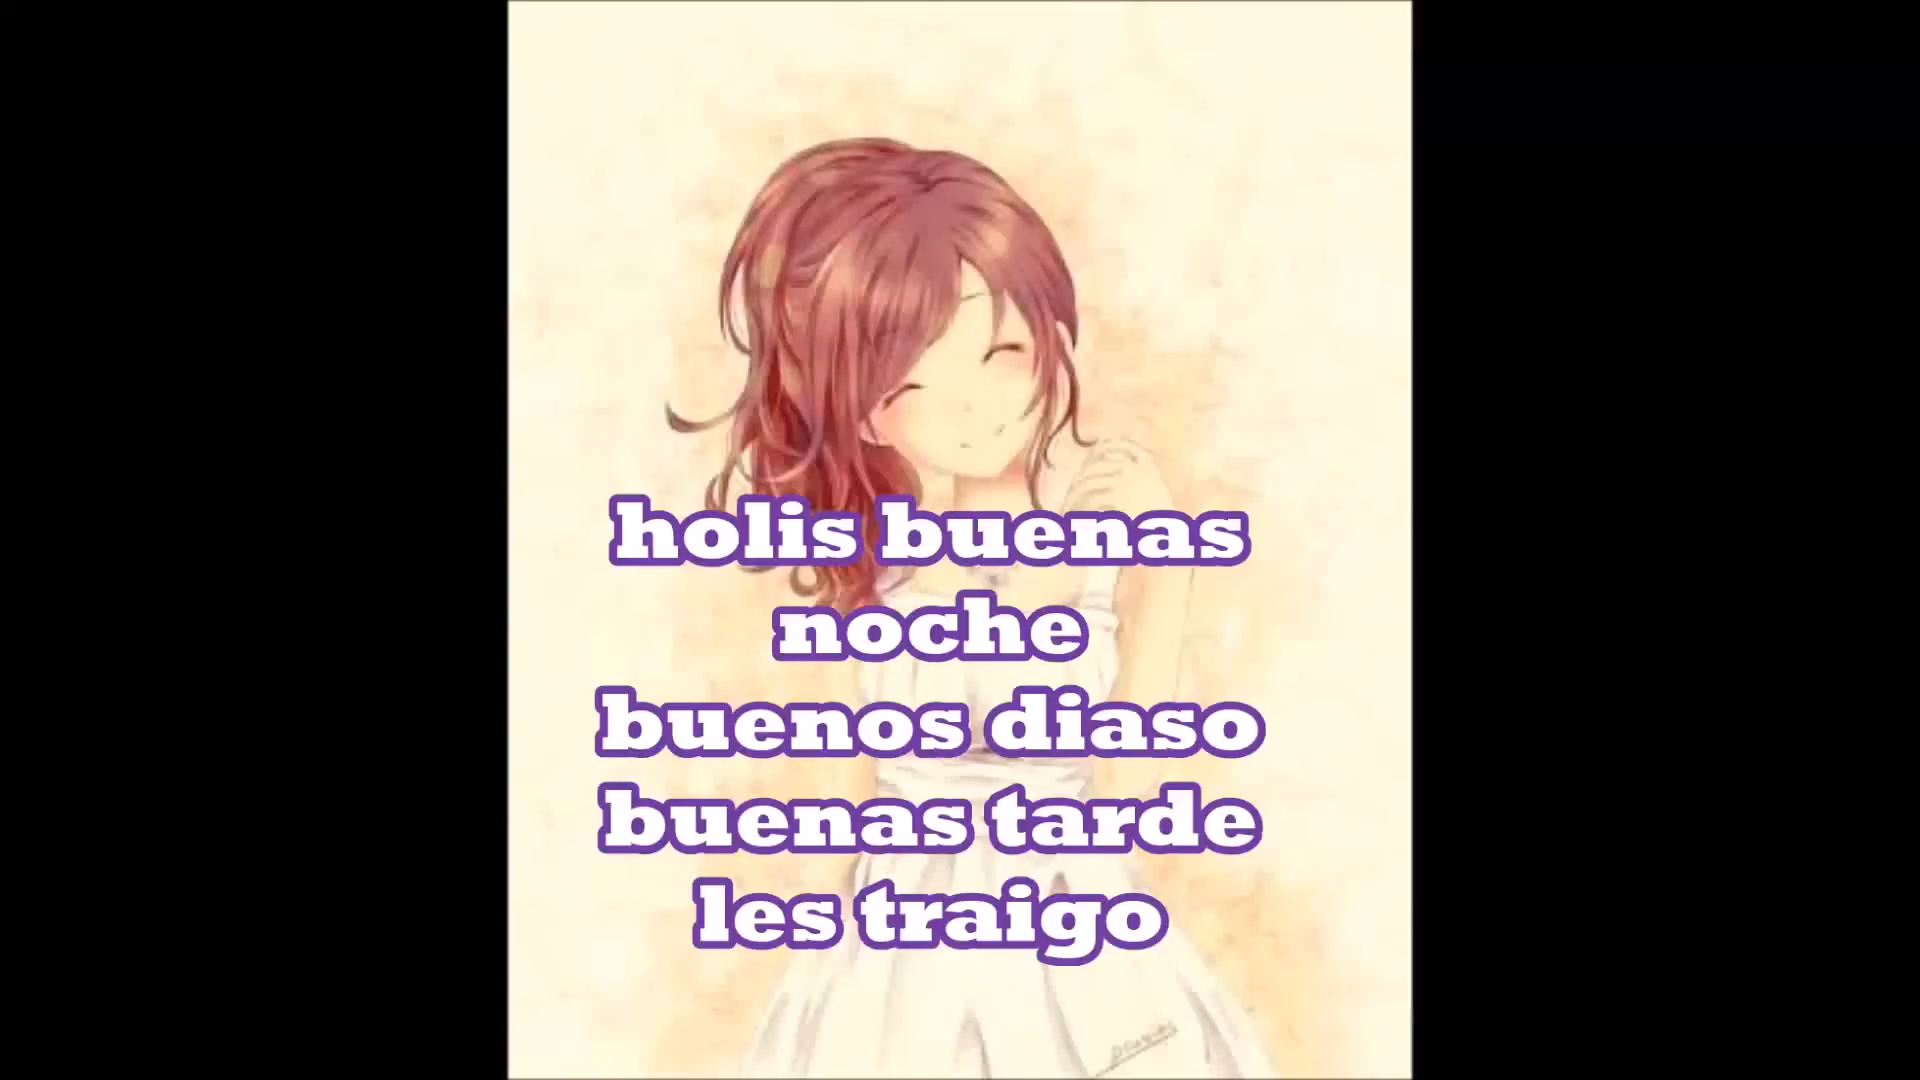 holis buenas
noche
buenos diaso
buenas tarde
les traigo